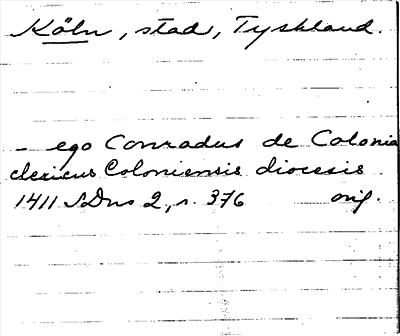 Köln, stad, Tyskland.
- ego Conradus de Colonia
clericus Coloniensis diocesis
1411 SDns 2, s. 376 orig.